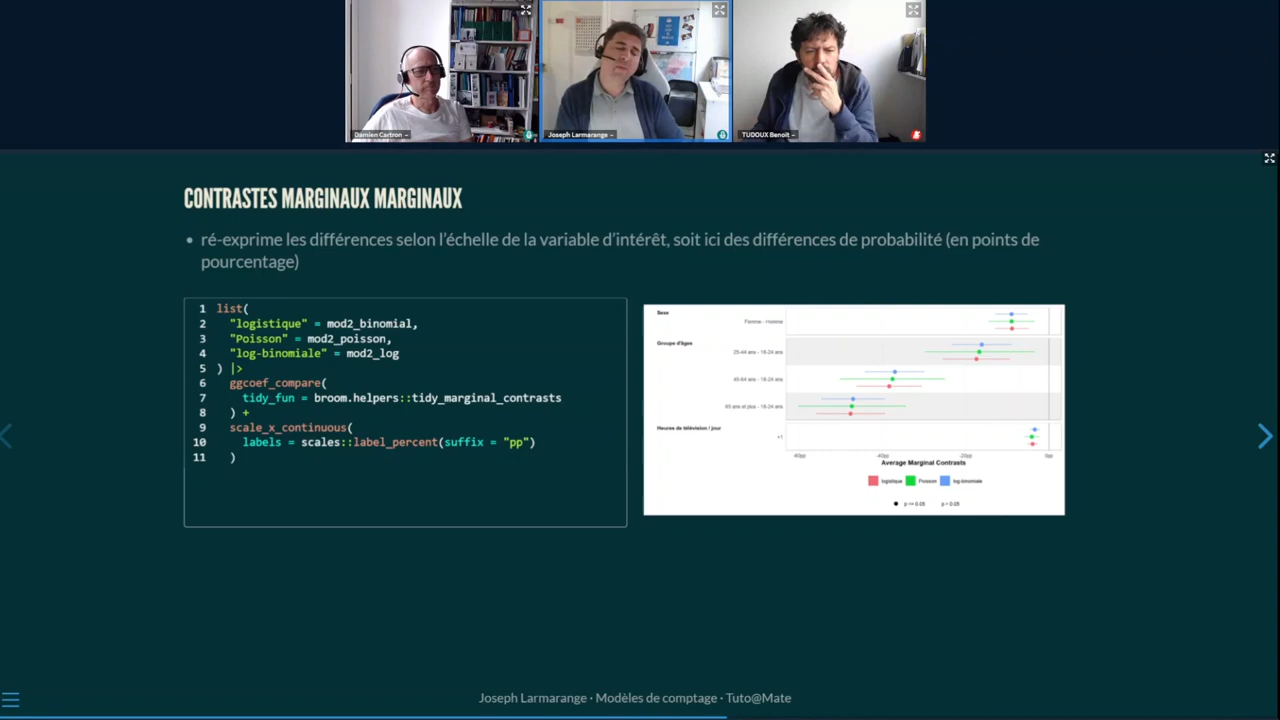 Damien Cartron
Joseph Larmarange
TUDOUX Benoit
CONTRASTES MARGINAUX MARGINAUX
• ré-exprime les différences selon l'échelle de la variable d'intérêt, soit ici des différences de probabilité (en points de
pourcentage)
1 list(
2 "logistique" = mod2_binomial,
3 "Poisson" = mod2_poisson,
4 "log-binomiale" = mod2_log
5 ) |>
6 ggcoef_compare(
7 tidy_fun = broom.helpers::tidy_marginal_contrasts
8 ) +
9 scale_x_continuous(
10 labels = scales::label_percent(suffix = "pp")
11 )
Sexe
Femme - Homme
Groupe d'âges
25-44 ans - 18-24 ans
45-64 ans - 18-24 ans
65 ans et plus - 18-24 ans
Heures de télévision / jour
+1
-60pp -40pp -20pp 0pp
Average Marginal Contrasts
logistique Poisson log-binomiale
p <= 0.05 p > 0.05
Joseph Larmarange · Modèles de comptage · Tuto@Mate